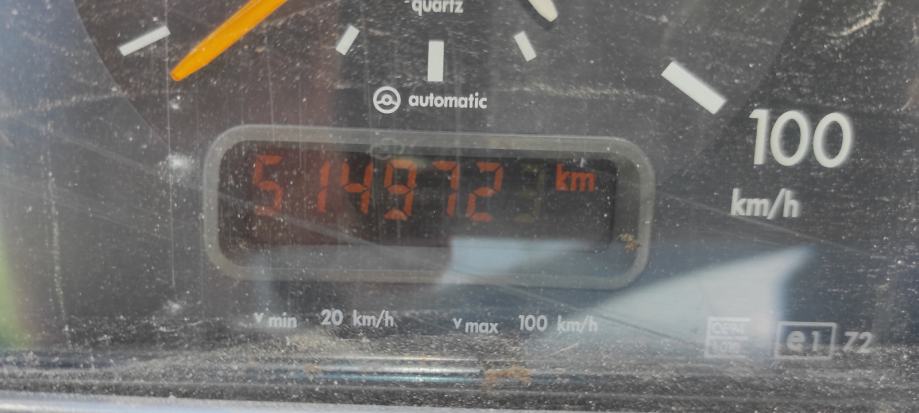 quartz
automatic
514972 km
100
km/h
v min 20 km/h v max 100 km/h
e1 72